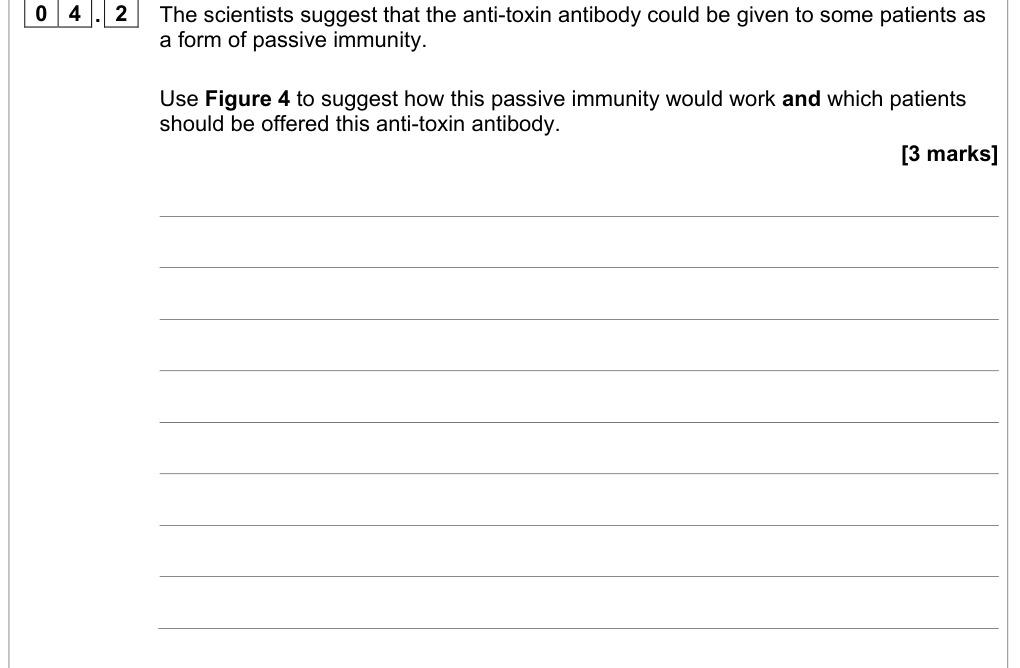 0 4 . 2 The scientists suggest that the anti-toxin antibody could be given to some patients as
a form of passive immunity.
Use Figure 4 to suggest how this passive immunity would work and which patients
should be offered this anti-toxin antibody.
[3 marks]